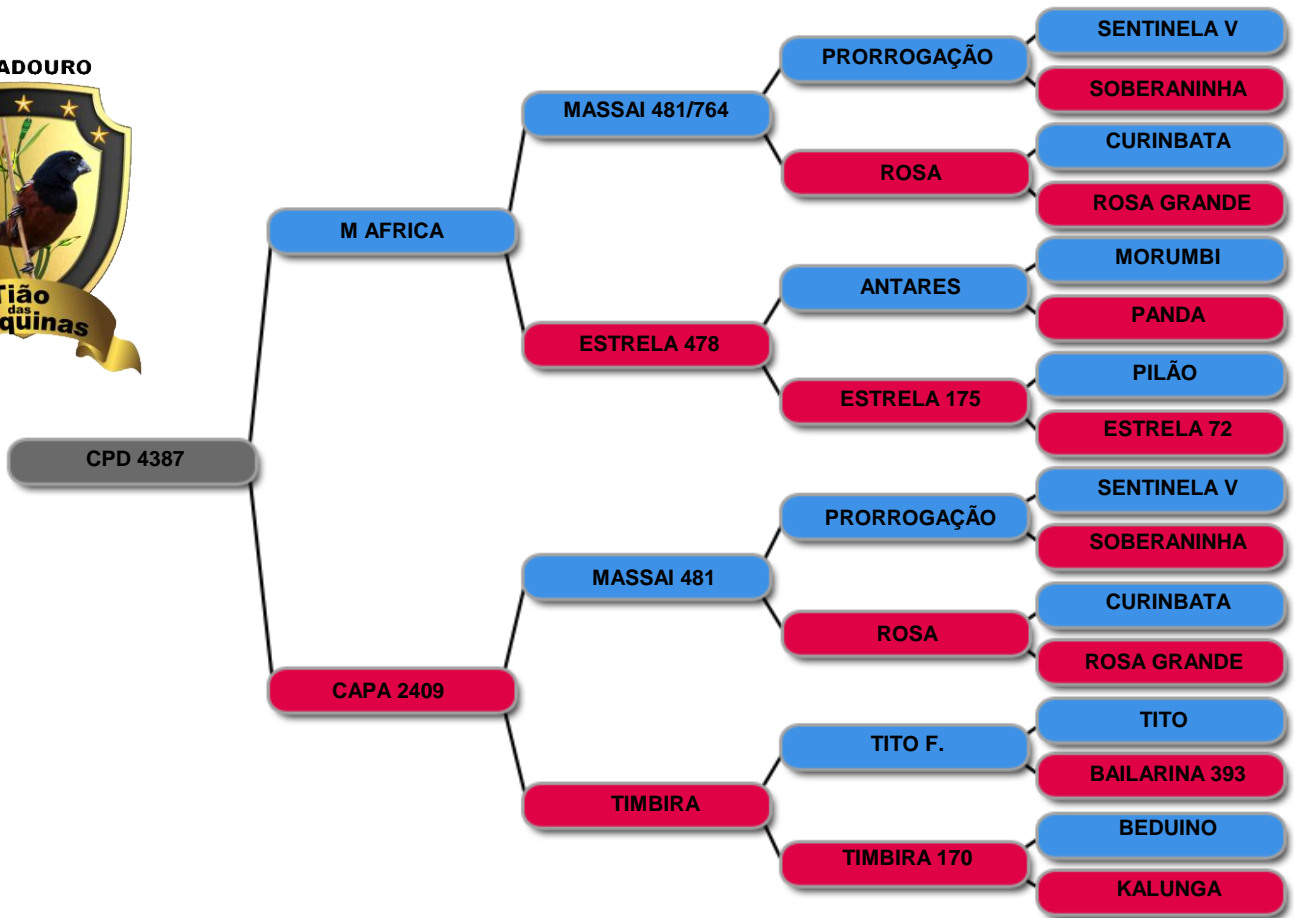 ADOURO
Tião
das
quinas
CPD 4387
M AFRICA
CAPA 2409
MASSAI 481/764
ESTRELA 478
MASSAI 481
TIMBIRA
PRORROGAÇÃO
ROSA
ANTARES
ESTRELA 175
PRORROGAÇÃO
ROSA
TITO F.
TIMBIRA 170
SENTINELA V
SOBERANINHA
CURINBATA
ROSA GRANDE
MORUMBI
PANDA
PILÃO
ESTRELA 72
SENTINELA V
SOBERANINHA
CURINBATA
ROSA GRANDE
TITO
BAILARINA 393
BEDUINO
KALUNGA